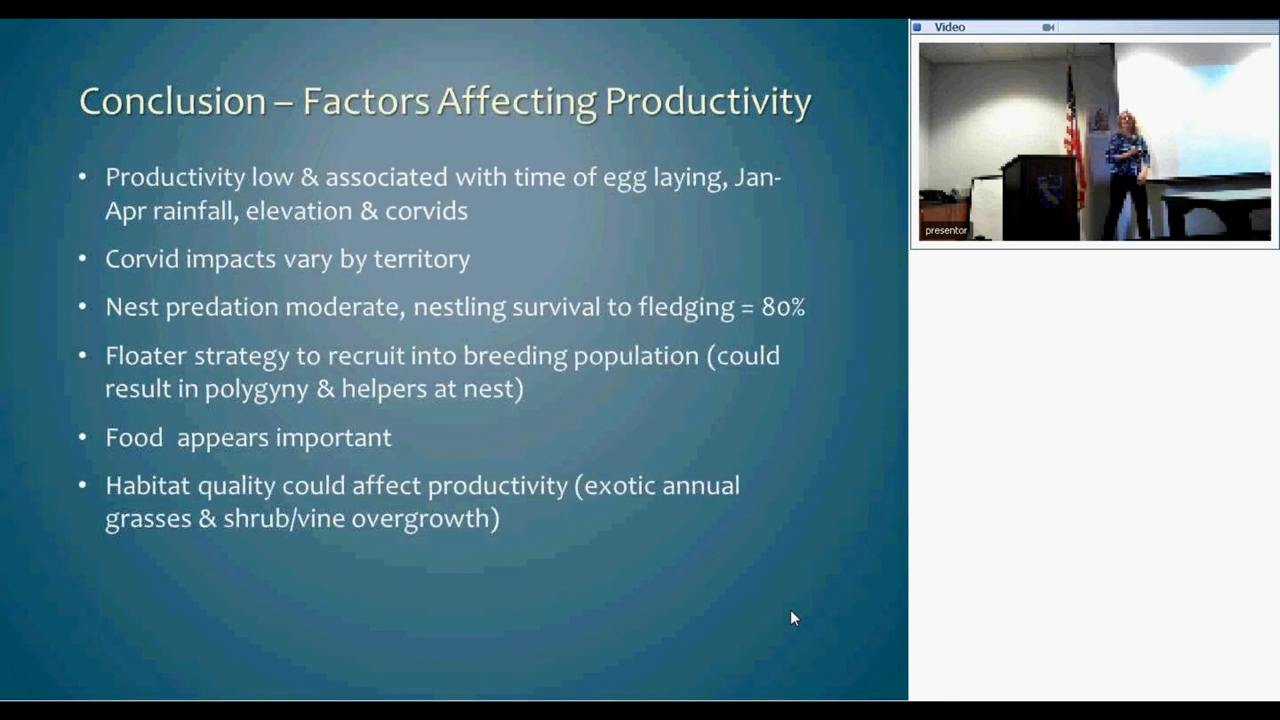 Conclusion – Factors Affecting Productivity
• Productivity low & associated with time of egg laying, Jan-
Apr rainfall, elevation & corvids
• Corvid impacts vary by territory
• Nest predation moderate, nestling survival to fledging = 80%
• Floater strategy to recruit into breeding population (could
result in polygyny & helpers at nest)
• Food  appears important
• Habitat quality could affect productivity (exotic annual
grasses & shrub/vine overgrowth)
Video
presentor